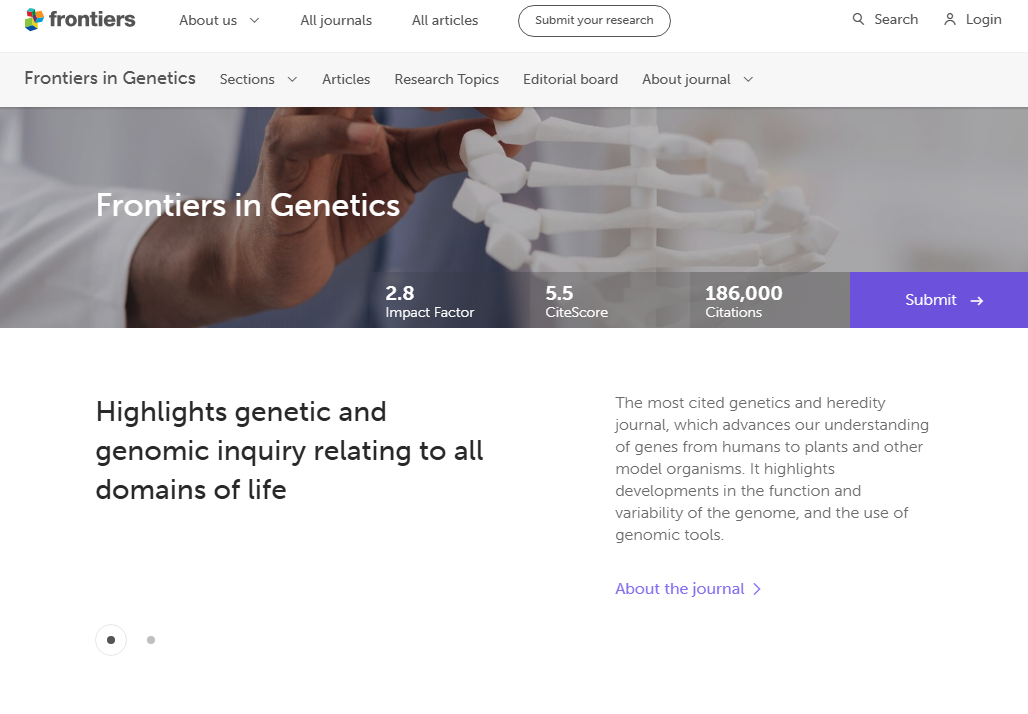 frontiers
About us
All journals
All articles
Submit your research
Search
Login
Frontiers in Genetics
Sections
Articles
Research Topics
Editorial board
About journal
Frontiers in Genetics
2.8
Impact Factor
5.5
CiteScore
186,000
Citations
Submit
Highlights genetic and
genomic inquiry relating to all
domains of life
The most cited genetics and heredity
journal, which advances our understanding
of genes from humans to plants and other
model organisms. It highlights
developments in the function and
variability of the genome, and the use of
genomic tools.
About the journal